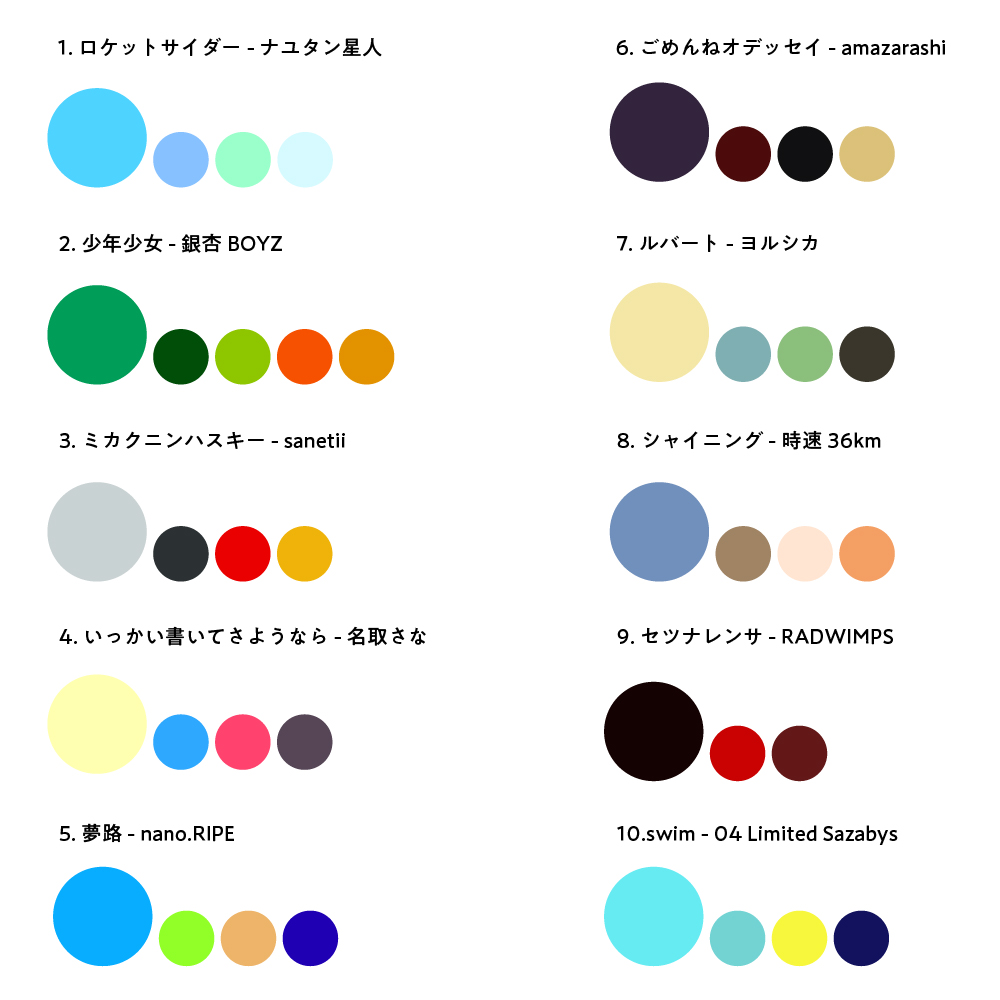 1. ロケットサイダー - ナユタン星人
2. 少年少女 - 銀杏 BOYZ
3. ミカクニンハスキー - sanetii
4. いっかい書いてさようなら - 名取さな
5. 夢路 - nano.RIPE
6. ごめんねオデッセイ - amazarashi
7. ルバート - ヨルシカ
8. シャイニング - 時速 36km
9. セツナレンサ - RADWIMPS
10.swim - 04 Limited Sazabys